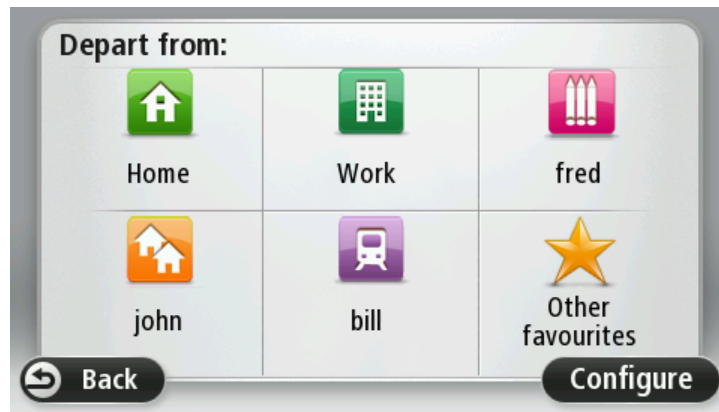 Depart from:
Home
Work
fred
john
bill
Other
favourites
Back
Configure